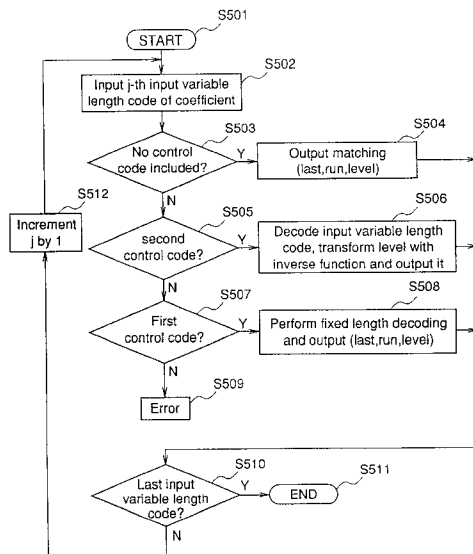 S501
START
S502
Input j-th input variable
length code of coefficient
S503
No control
code included?
Y
N
S504
Output matching
(last,run,level)
S512
Increment
j by 1
S505
second
control code?
Y
N
S506
Decode input variable length
code, transform level with
inverse function and output it
S507
First
control code?
Y
N
S508
Perform fixed length decoding
and output (last,run,level)
S509
Error
S510
Last input
variable length
code?
Y
N
S511
END